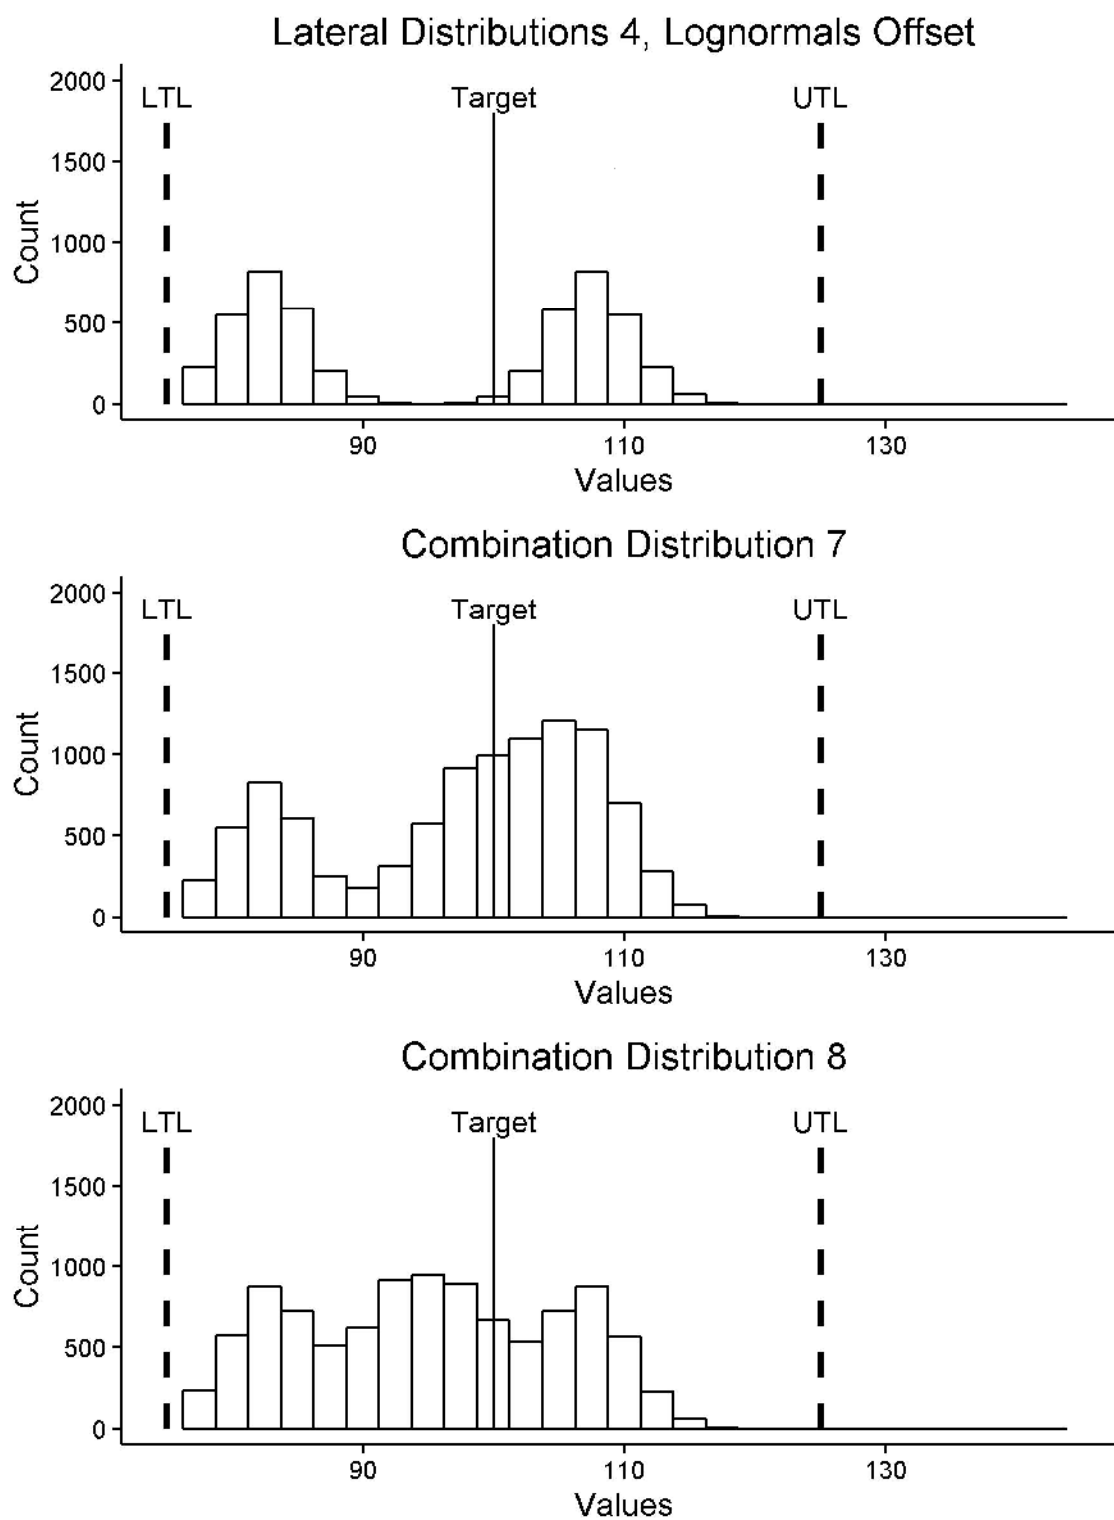 Lateral Distributions 4, Lognormals Offset
2000
LTL
Target
UTL
1500
1000
500
0
Count
90
110
130
Values
Combination Distribution 7
2000
LTL
Target
UTL
1500
1000
500
0
Count
90
110
130
Values
Combination Distribution 8
2000
LTL
Target
UTL
1500
1000
500
0
Count
90
110
130
Values